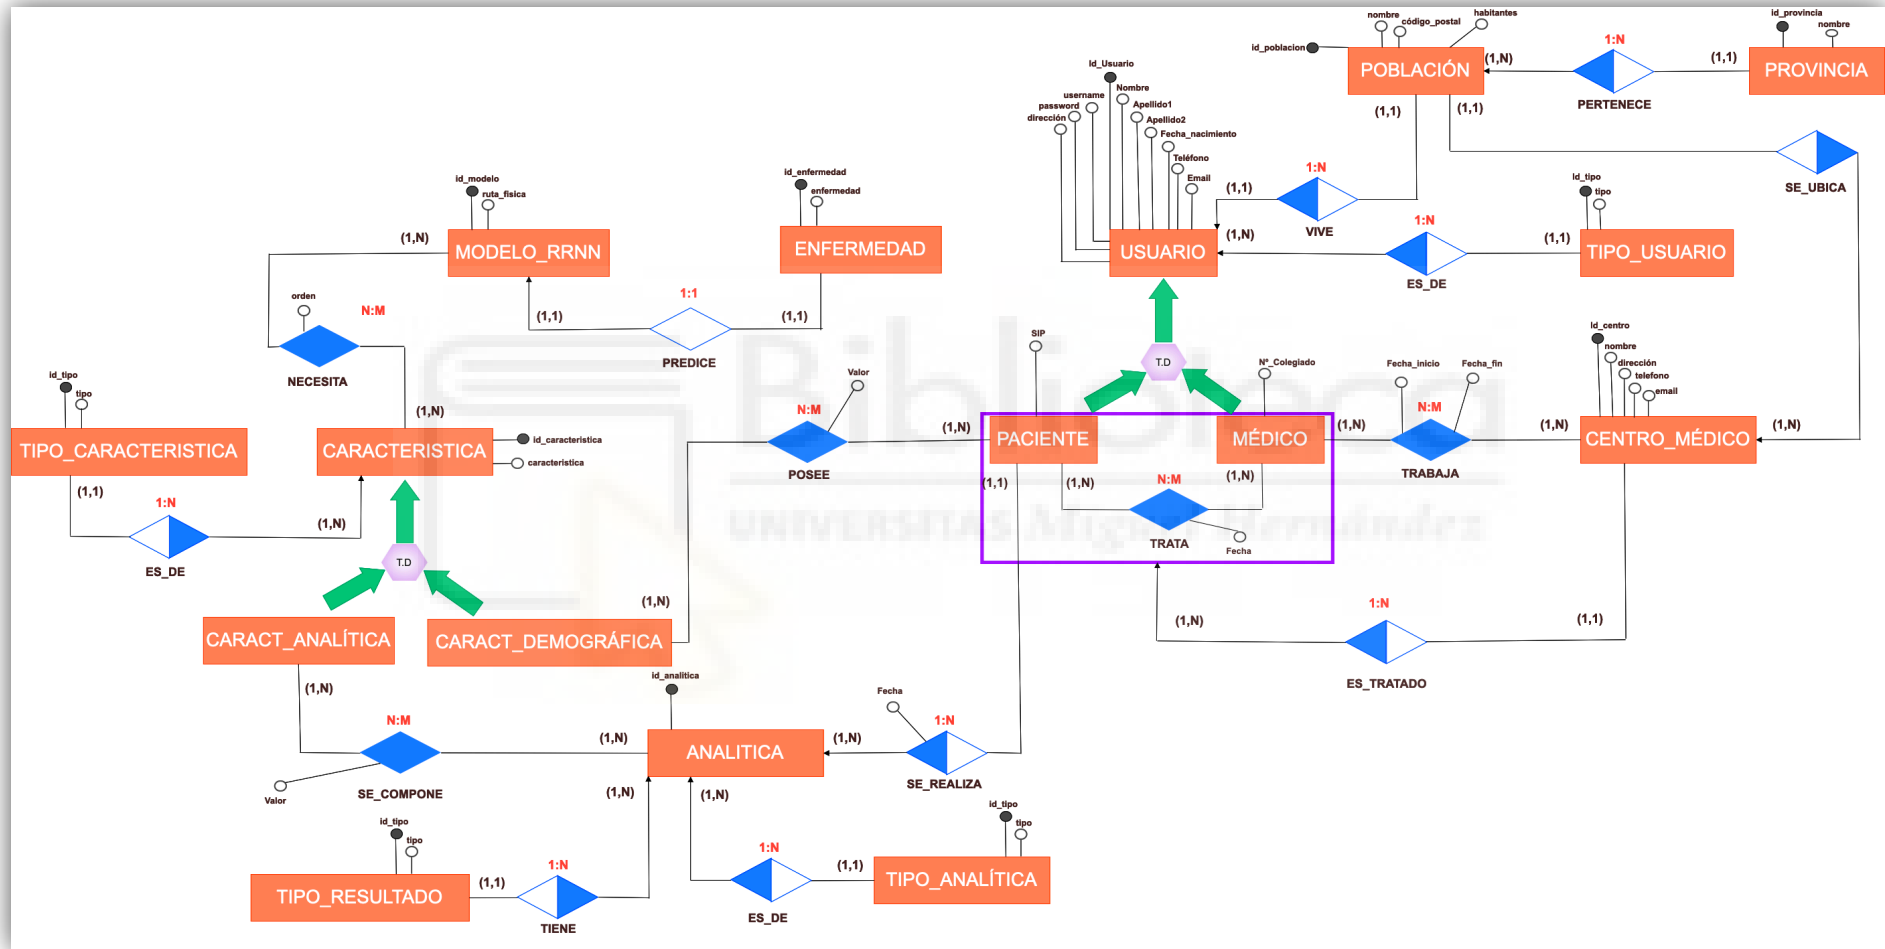 nombre
código_postal
habitantes
id_provincia
nombre
id_poblacion
1:N
POBLACIÓN
(1,N)
(1,1)
PROVINCIA
PERTENECE
(1,1)
(1,1)
Id_Usuario
username
Nombre
password
Apellido1
dirección
Apellido2
Fecha_nacimiento
Teléfono
Email
1:N
(1,1)
VIVE
SE_UBICA
Id_tipo
tipo
1:N
USUARIO
(1,N)
(1,1)
TIPO_USUARIO
ES_DE
id_modelo
ruta_fisica
id_enfermedad
enfermedad
(1,N)
MODELO_RRNN
ENFERMEDAD
orden
N:M
1:1
(1,1)
(1,1)
PREDICE
NECESITA
T.D
SIP
Nº_Colegiado
Fecha_inicio
Fecha_fin
Id_centro
nombre
dirección
telefono
email
id_tipo
tipo
Valor
N:M
N:M
(1,N)
(1,N)
(1,N)
(1,N)
(1,N)
TIPO_CARACTERISTICA
CARACTERISTICA
id_caracteristica
caracteristica
PACIENTE
MÉDICO
CENTRO_MÉDICO
POSEE
TRABAJA
(1,1)
(1,1)
(1,N)
N:M
(1,N)
1:N
(1,N)
ES_DE
TRATA
Fecha
Biblioteca
UNIVERSITAS Miguel Hernández
T.D
(1,N)
1:N
(1,N)
(1,1)
ES_TRATADO
CARACT_ANALÍTICA
CARACT_DEMOGRÁFICA
id_analitica
(1,N)
Fecha
N:M
1:N
(1,N)
ANALITICA
(1,N)
SE_COMPONE
SE_REALIZA
Valor
(1,N)
(1,N)
id_tipo
tipo
id_tipo
tipo
1:N
1:N
TIPO_RESULTADO
(1,1)
TIENE
(1,1)
TIPO_ANALÍTICA
ES_DE